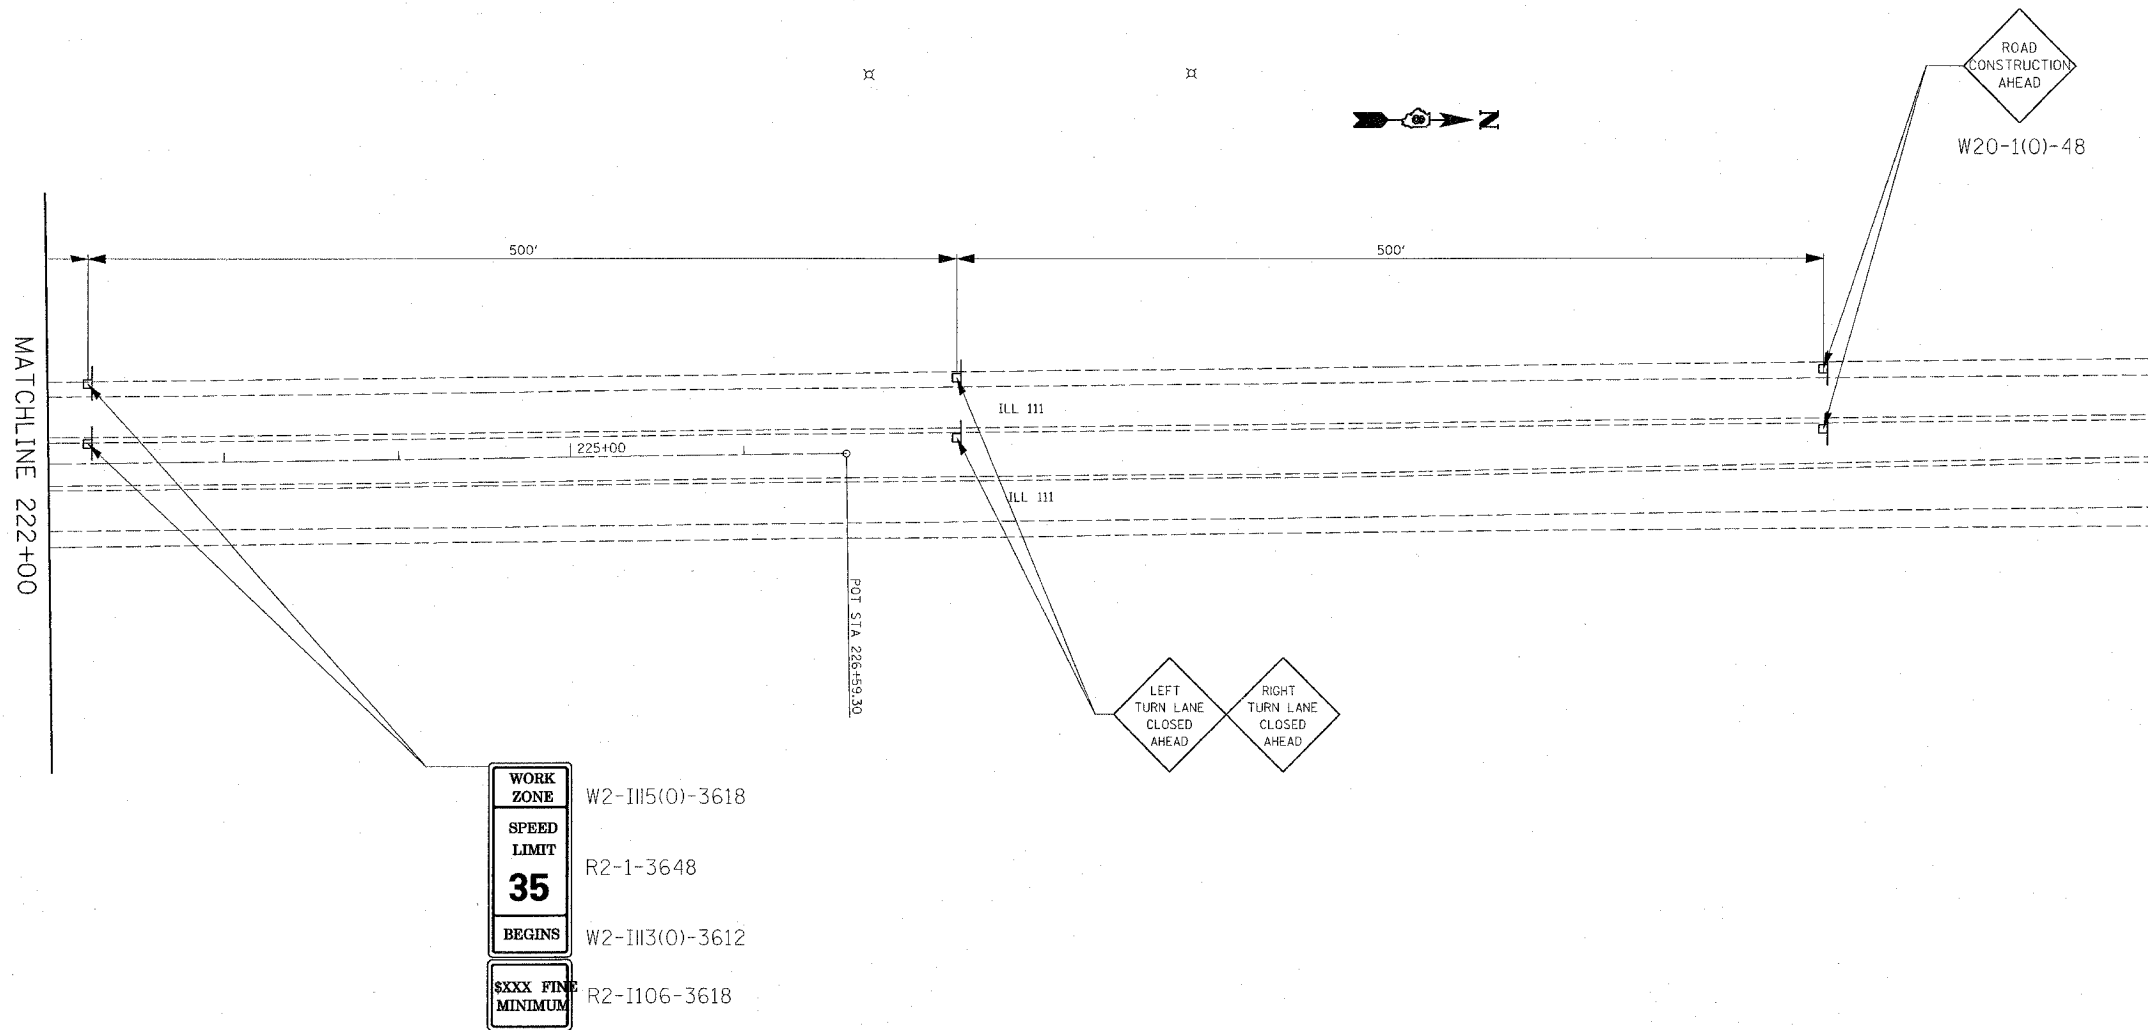 ROAD
CONSTRUCTION
AHEAD
W20-1(O)-48
N
500'
500'
MATCHLINE 222+00
ILL 111
225+00
ILL 111
POT STA 226+59.30
LEFT
TURN LANE
CLOSED
AHEAD
RIGHT
TURN LANE
CLOSED
AHEAD
WORK
ZONE
W2-I115(O)-3618
SPEED
LIMIT
35
R2-1-3648
BEGINS
W2-I113(O)-3612
$XXX FINE
MINIMUM
R2-I106-3618